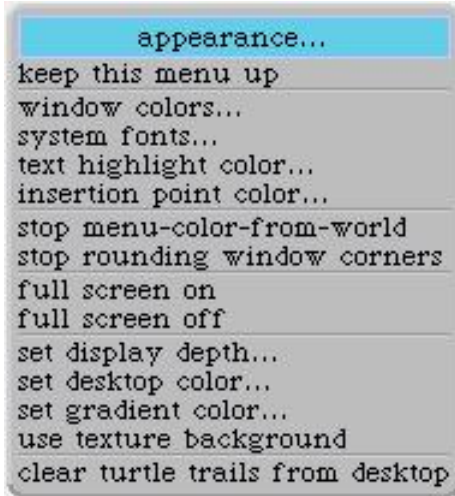 appearance...
keep this menu up
window colors...
system fonts...
text highlight color...
insertion point color...
stop menu-color-from-world
stop rounding window corners
full screen on
full screen off
set display depth...
set desktop color...
set gradient color...
use texture background
clear turtle trails from desktop